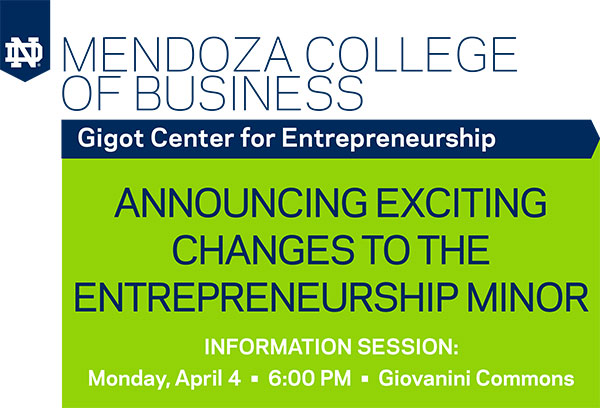 ND
MENDOZA COLLEGE
OF BUSINESS
Gigot Center for Entrepreneurship
ANNOUNCING EXCITING
CHANGES TO THE
ENTREPRENEURSHIP MINOR
INFORMATION SESSION:
Monday, April 4 ▪ 6:00 PM ▪ Giovanini Commons